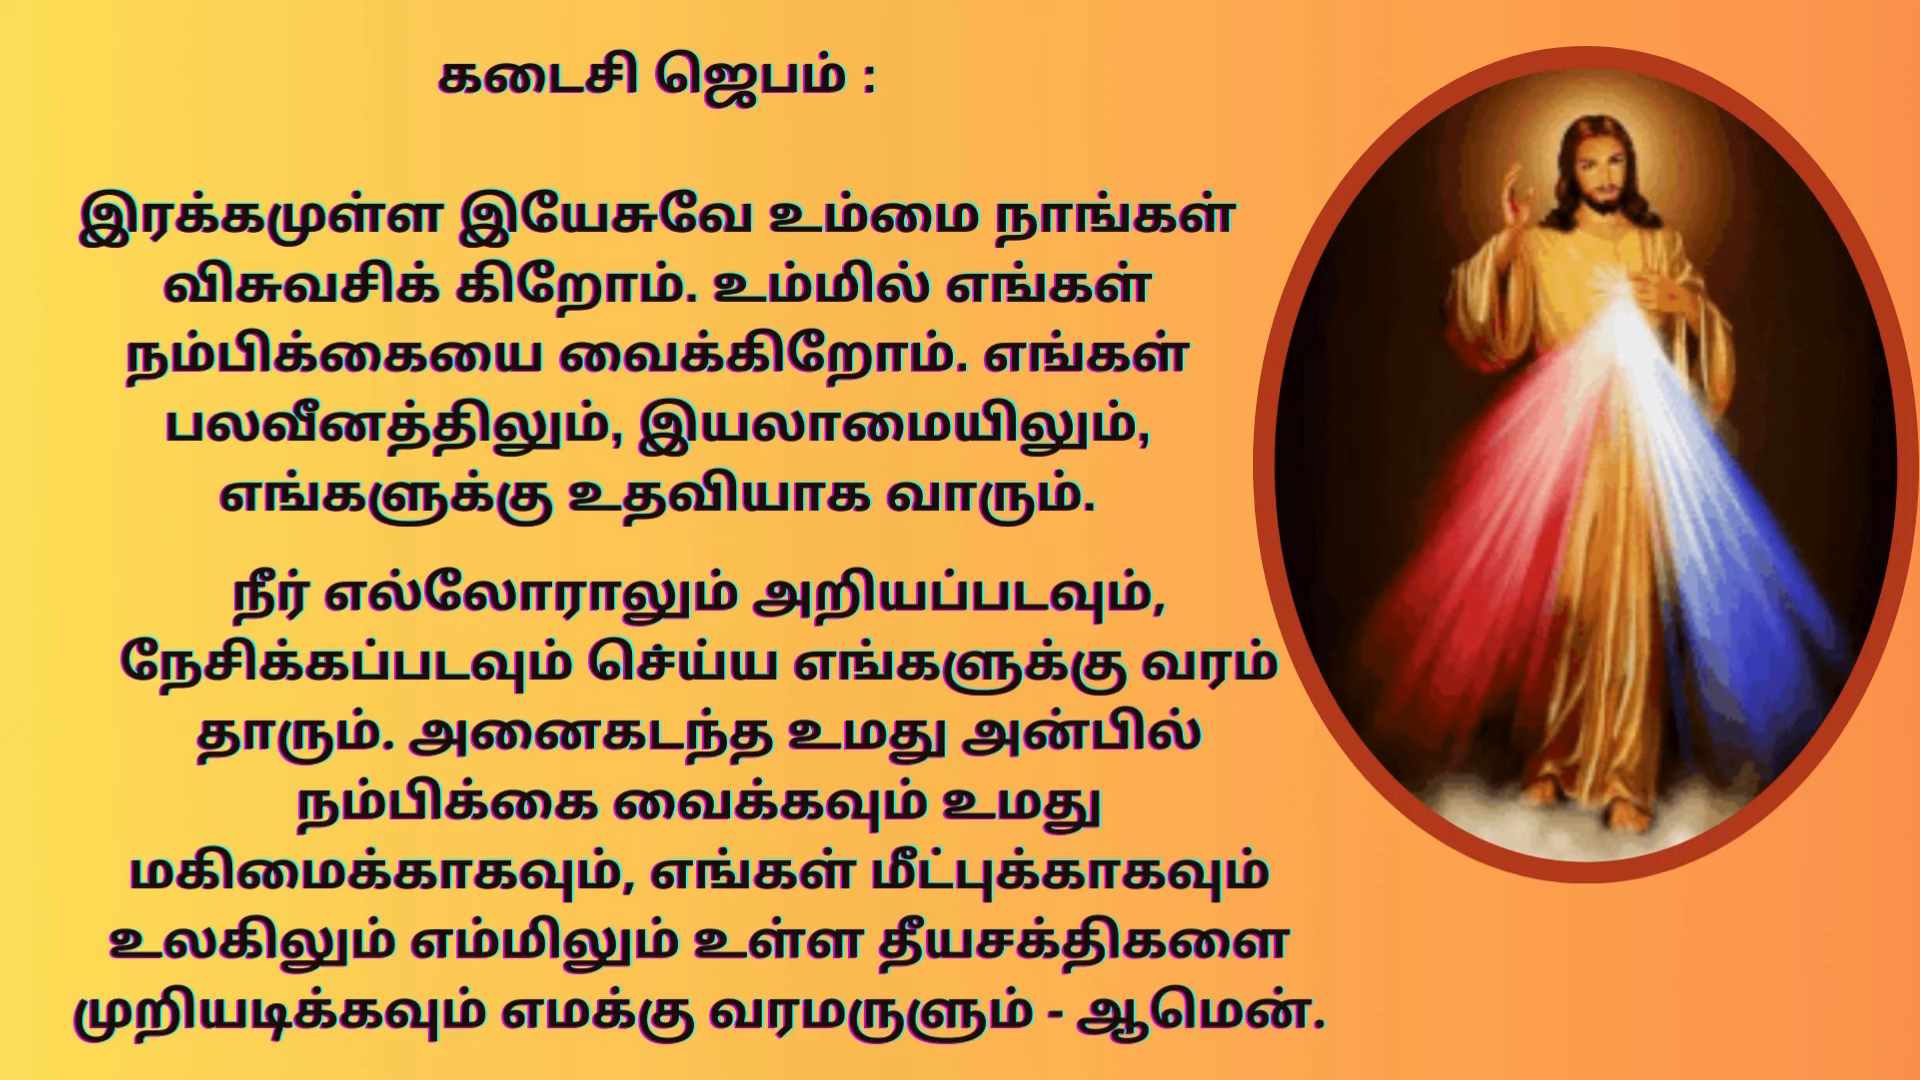 கடைசி ஜெபம் :
இரக்கமுள்ள இயேசுவே உம்மை நாங்கள்
விசுவசிக் கிறோம். உம்மில் எங்கள்
நம்பிக்கையை வைக்கிறோம். எங்கள்
பலவீனத்திலும், இயலாமையிலும்,
எங்களுக்கு உதவியாக வாரும்.
நீர் எல்லோராலும் அறியப்படவும்,
நேசிக்கப்படவும் செ்ய்ய எங்களுக்கு வரம்
தாரும். அனைகடந்த உமது அன்பில்
நம்பிக்கை வைக்கவும் உமது
மகிமைக்காகவும், எங்கள் மீட்புக்காகவும்
உலகிலும் எம்மிலும் உள்ள தீயசக்திகளை
முறியடிக்கவும் எமக்கு வரமருளும் - ஆமென்.